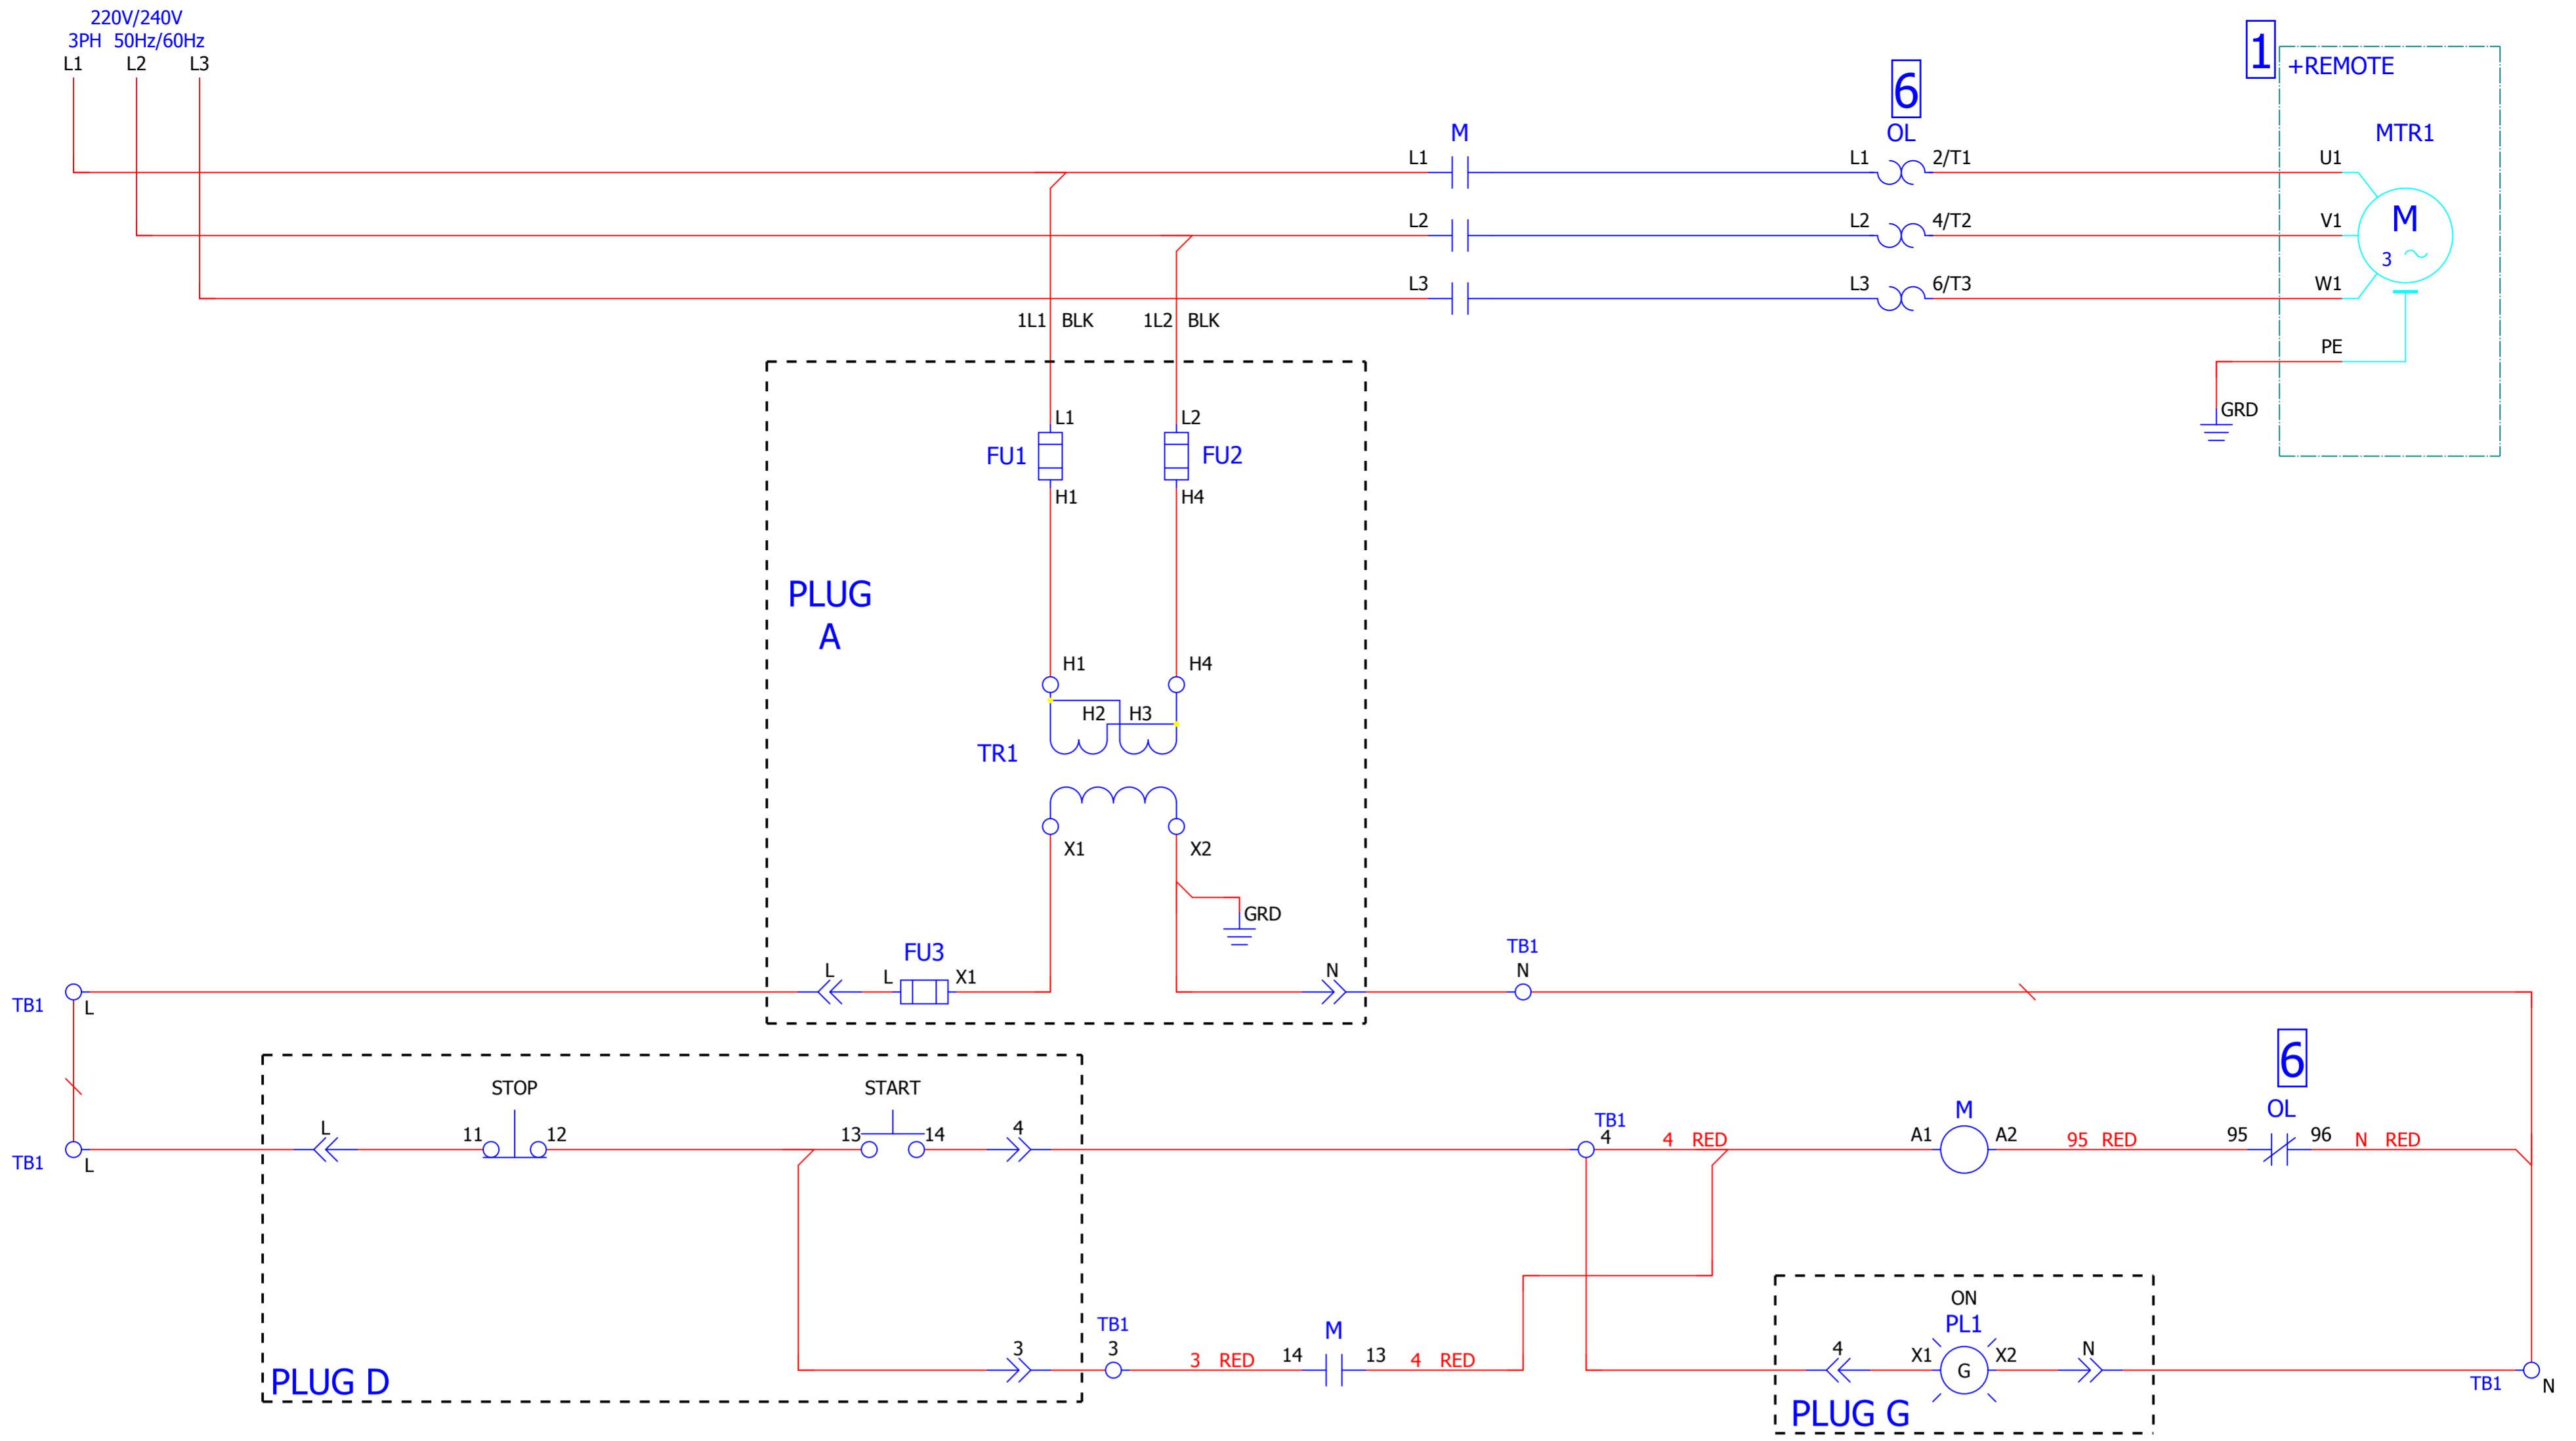 220V/240V
3PH 50Hz/60Hz
L1 L2 L3
1
+REMOTE
6
OL
M
MTR1
L1 L1 2/T1 U1
L2 L2 4/T2 V1
M
3
L3 L3 6/T3 W1
1L1 BLK 1L2 BLK
PE
GRD
L1 L2
FU1 FU2
H1 H4
PLUG
A
H1 H4
H2 H3
TR1
X1 X2
GRD
FU3
L L X1 N
TB1
N
TB1 L
6
STOP START
OL
L 11 12 13 14 4
TB1
4
4 RED
M
A1 A2
95 RED
95 96
N RED
TB1 L
ON
PL1
TB1
3 3
3 RED
M
14 13
4 RED
4 X1 G X2 N
TB1 N
PLUG D
PLUG G